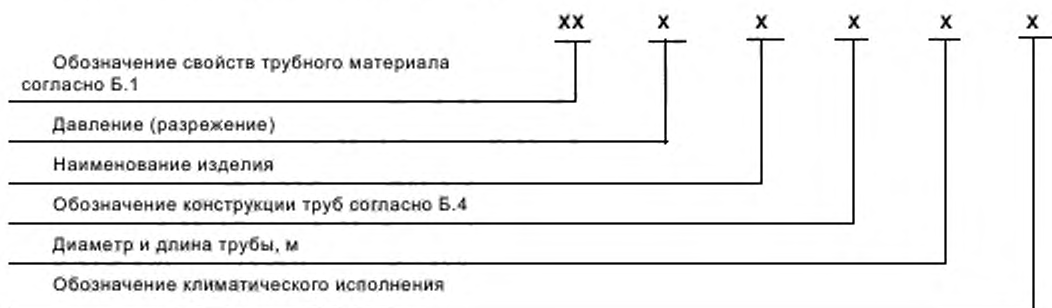 XX X X X X X
Обозначение свойств трубного материала
согласно Б.1
Давление (разрежение)
Наименование изделия
Обозначение конструкции труб согласно Б.4
Диаметр и длина трубы, м
Обозначение климатического исполнения